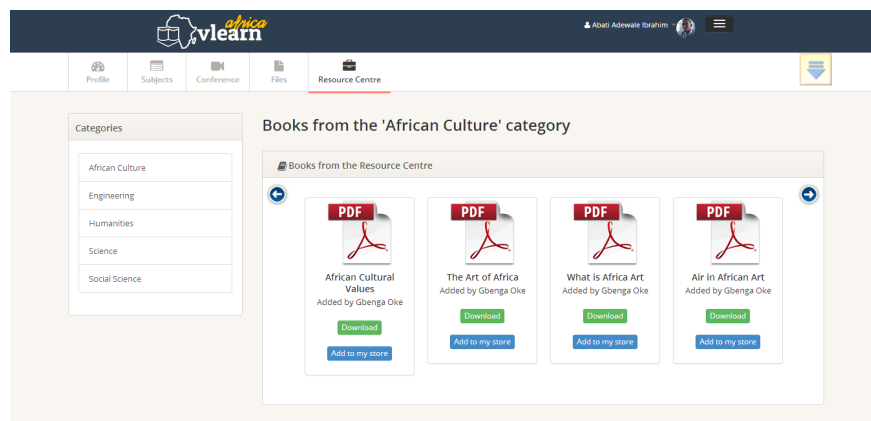 africa
vlearn
Abati Adewale Ibrahim
Profile
Subjects
Conference
Files
Resource Centre
Categories
African Culture
Engineering
Humanities
Science
Social Science
Books from the 'African Culture' category
Books from the Resource Centre
PDF
African Cultural
Values
Added by Gbenga Oke
Download
Add to my store
PDF
The Art of Africa
Added by Gbenga Oke
Download
Add to my store
PDF
What is Africa Art
Added by Gbenga Oke
Download
Add to my store
PDF
Air in African Art
Added by Gbenga Oke
Download
Add to my store